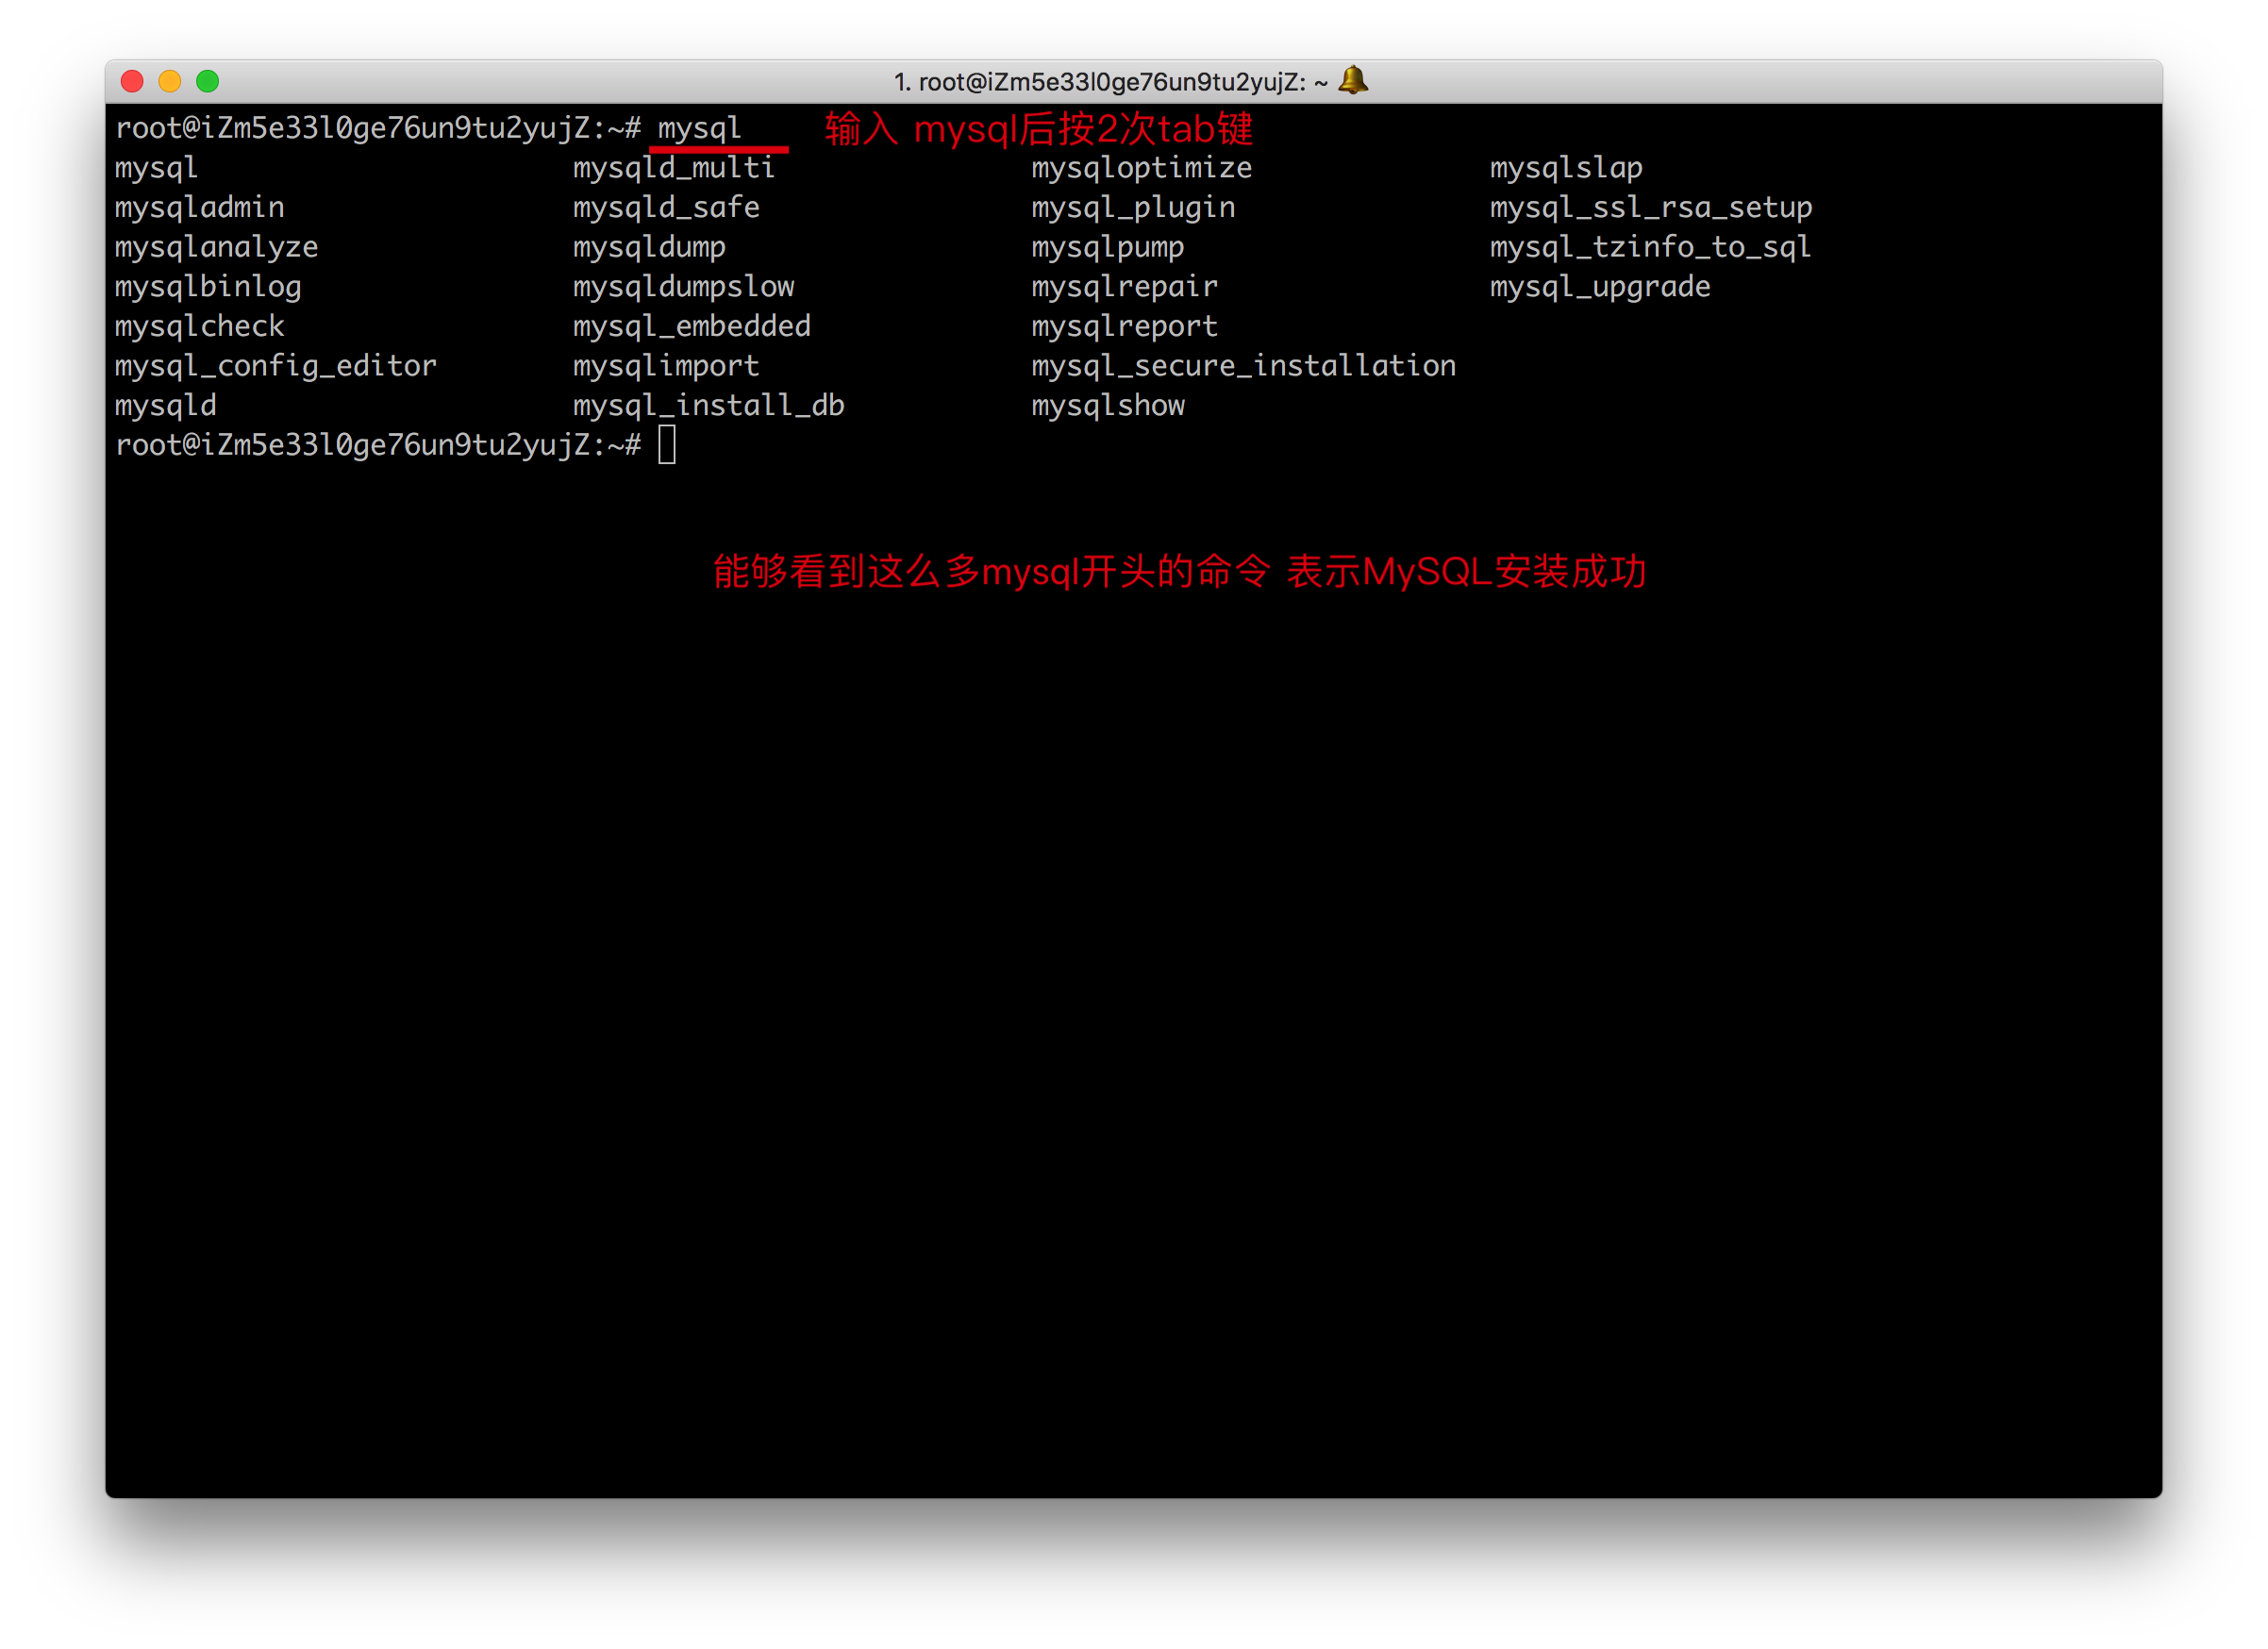 1. root@iZm5e33l0ge76un9tu2yujZ: ~
root@iZm5e33l0ge76un9tu2yujZ:~# mysql 输入 mysql后按2次tab键
mysql mysqld_multi mysqloptimize mysqlslap
mysqladmin mysqld_safe mysql_plugin mysql_ssl_rsa_setup
mysqlanalyze mysqldump mysqlpump mysql_tzinfo_to_sql
mysqlbinlog mysqldumpslow mysqlrepair mysql_upgrade
mysqlcheck mysql_embedded mysqlreport
mysql_config_editor mysqlimport mysql_secure_installation
mysqld mysql_install_db mysqlshow
root@iZm5e33l0ge76un9tu2yujZ:~#
能够看到这么多mysql开头的命令 表示MySQL安装成功